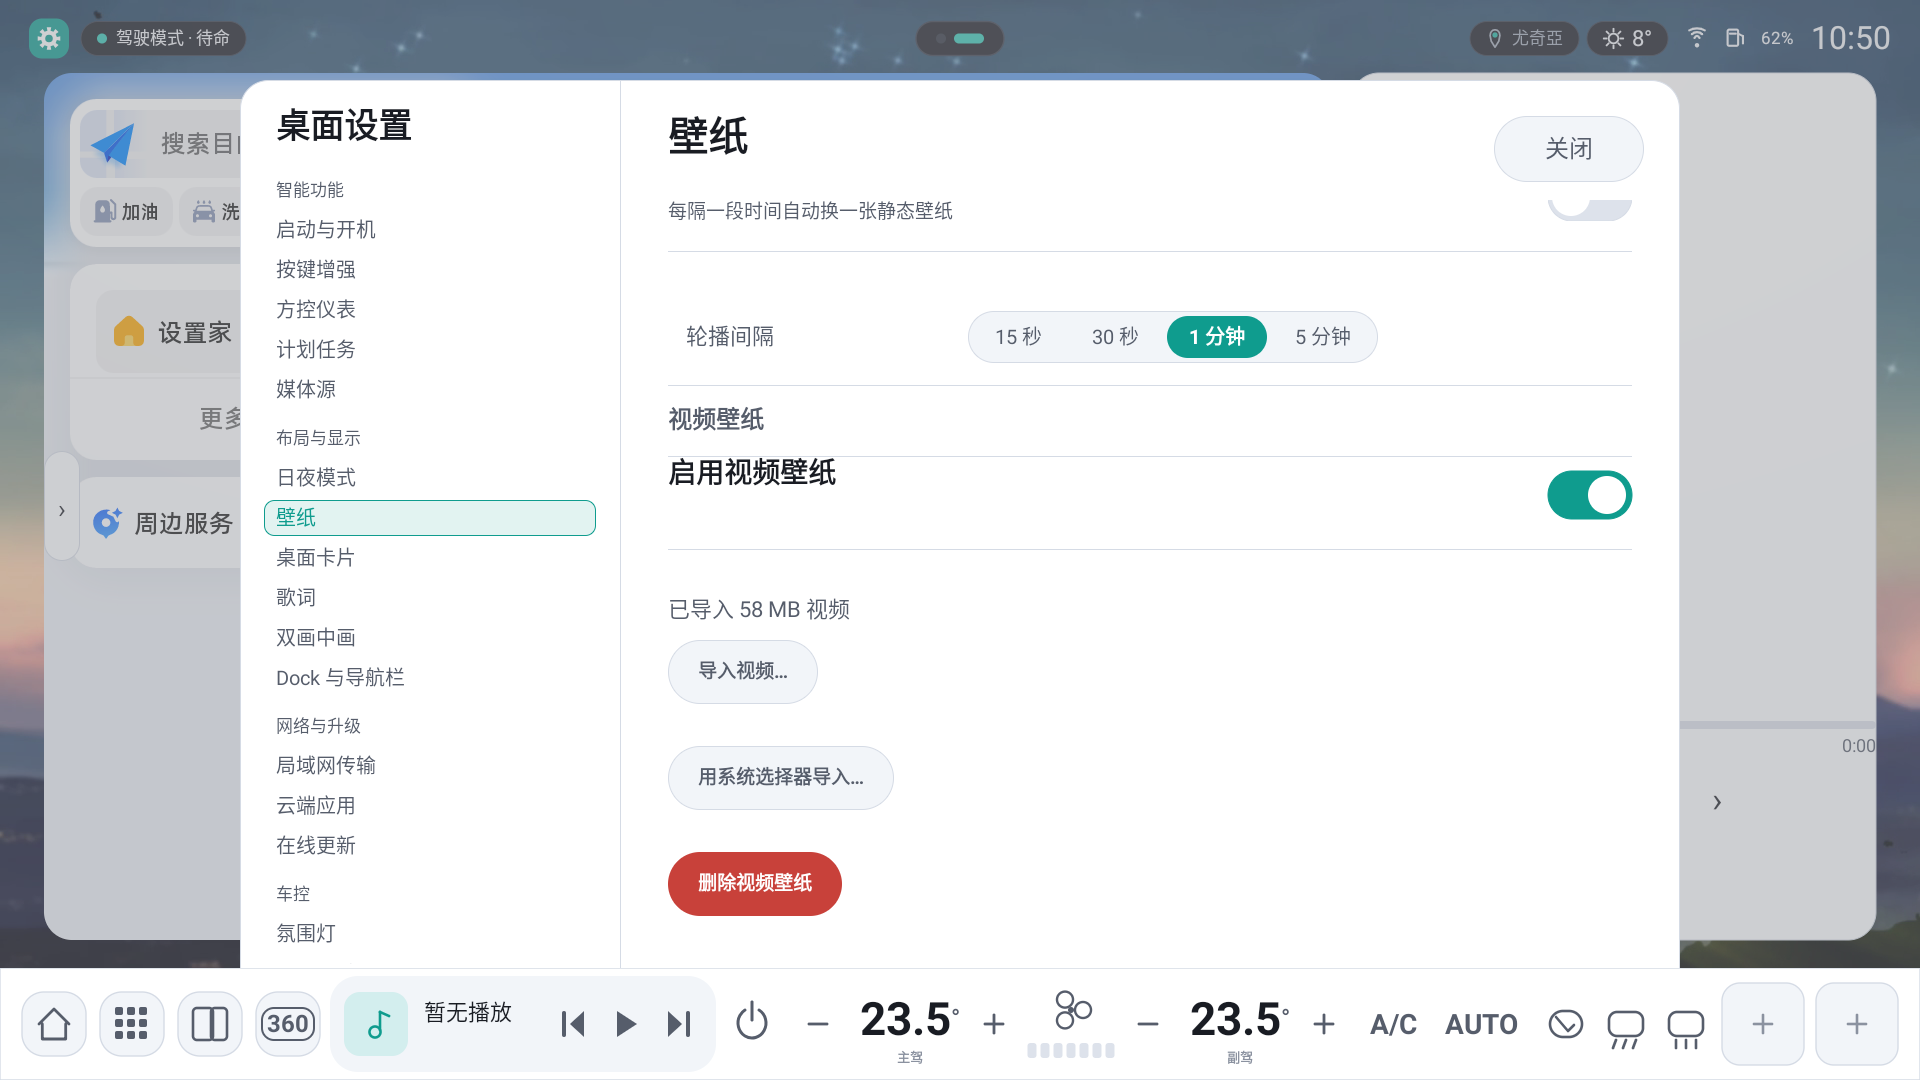 驾驶模式 · 待命
尤奇亞
8°
62%
10:50
搜索目
加油
洗
设置家
更多
周边服务
›
桌面设置
智能功能
启动与开机
按键增强
方控仪表
计划任务
媒体源
布局与显示
日夜模式
壁纸
桌面卡片
歌词
双画中画
Dock 与导航栏
网络与升级
局域网传输
云端应用
在线更新
车控
氛围灯
壁纸
关闭
每隔一段时间自动换一张静态壁纸
轮播间隔
15 秒
30 秒
1 分钟
5 分钟
视频壁纸
启用视频壁纸
已导入 58 MB 视频
导入视频...
用系统选择器导入...
删除视频壁纸
0:00
›
360
暂无播放
23.5°
主驾
23.5°
副驾
A/C
AUTO